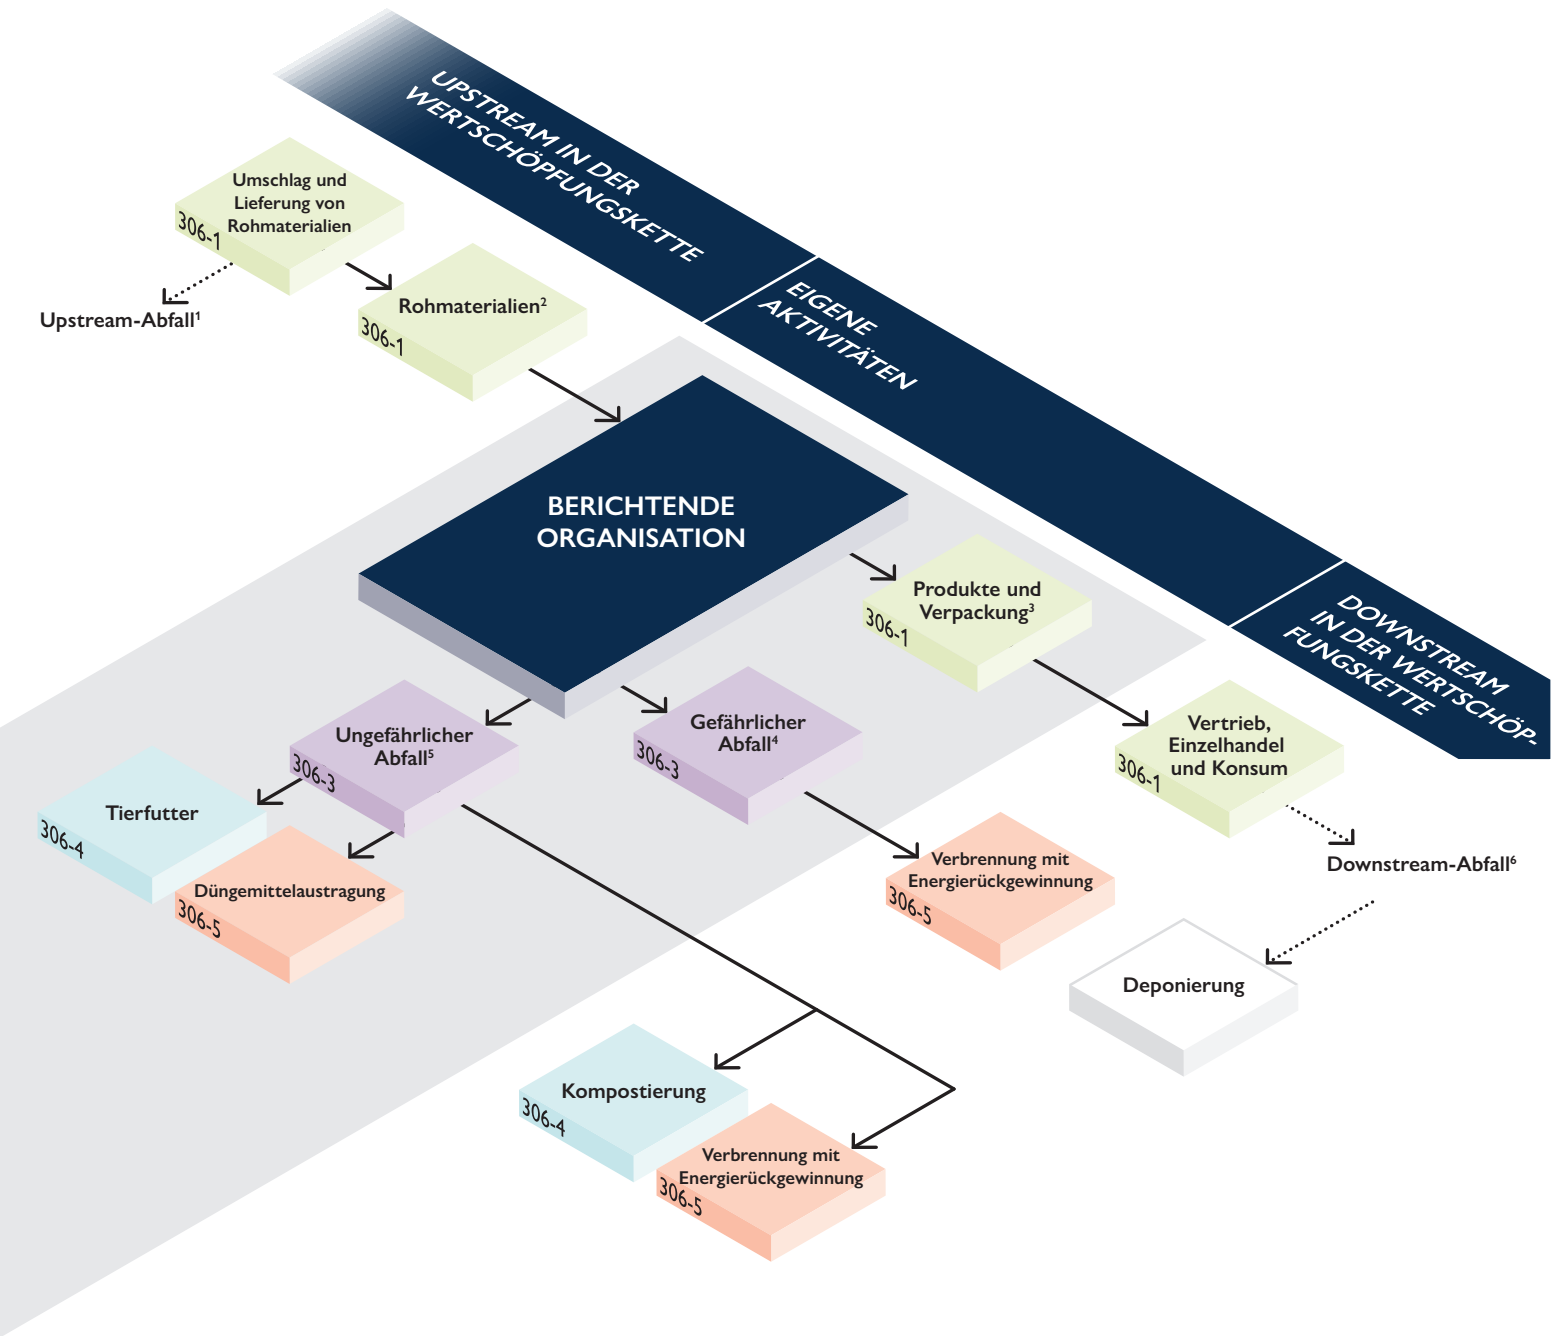 UPSTREAM IN DER
WERTSCHÖPFUNGSKETTE
Umschlag und
Lieferung von
Rohmaterialien
306-1
Upstream-Abfall¹
Rohmaterialien²
306-1
EIGENE
AKTIVITÄTEN
BERICHTENDE
ORGANISATION
Produkte und
Verpackung³
306-1
DOWNSTREAM
IN DER WERTSCHÖP-
FUNGSKETTE
Ungefährlicher
Abfall⁵
306-3
Gefährlicher
Abfall⁴
306-3
Vertrieb,
Einzelhandel
und Konsum
306-1
Tierfutter
306-4
Düngemittelaustragung
306-5
Verbrennung mit
Energierückgewinnung
306-5
Downstream-Abfall⁶
Deponierung
Kompostierung
306-4
Verbrennung mit
Energierückgewinnung
306-5